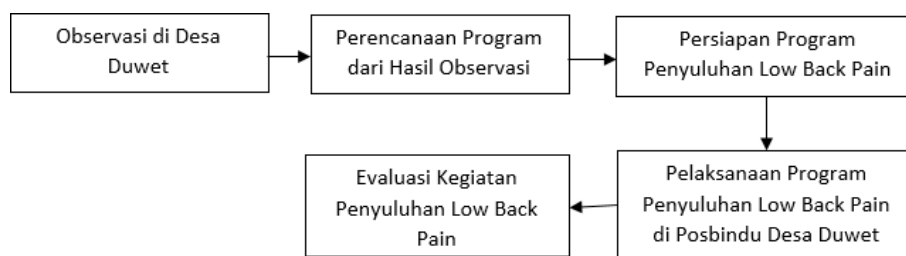 Observasi di Desa
Duwet
Perencanaan Program
dari Hasil Observasi
Persiapan Program
Penyuluhan Low Back Pain
Pelaksanaan Program
Penyuluhan Low Back Pain
di Posbindu Desa Duwet
Evaluasi Kegiatan
Penyuluhan Low Back
Pain